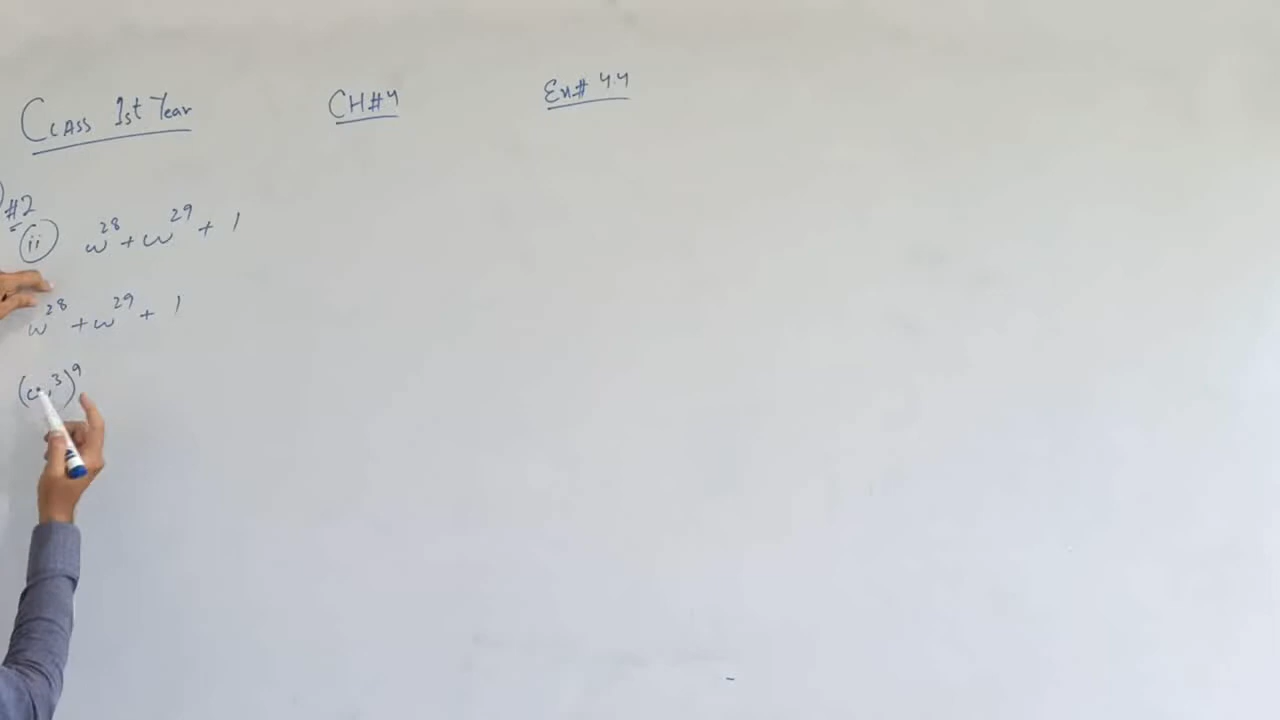 Class 1st Year CH#4 Ex# 4.4
#2
ii ω^28 + ω^29 + 1
ω^28 + ω^29 + 1
(ω^3)^9